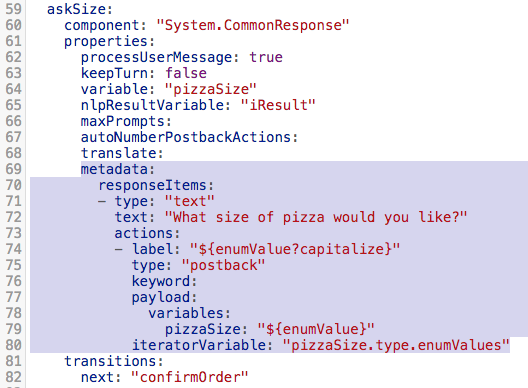 59 askSize:
60 component: "System.CommonResponse"
61 properties:
62 processUserMessage: true
63 keepTurn: false
64 variable: "pizzaSize"
65 nlpResultVariable: "iResult"
66 maxPrompts:
67 autoNumberPostbackActions:
68 translate:
69 metadata:
70 responseItems:
71 - type: "text"
72 text: "What size of pizza would you like?"
73 actions:
74 - label: "${enumValue?capitalize}"
75 type: "postback"
76 keyword:
77 payload:
78 variables:
79 pizzaSize: "${enumValue}"
80 iteratorVariable: "pizzaSize.type.enumValues"
81 transitions:
82 next: "confirmOrder"